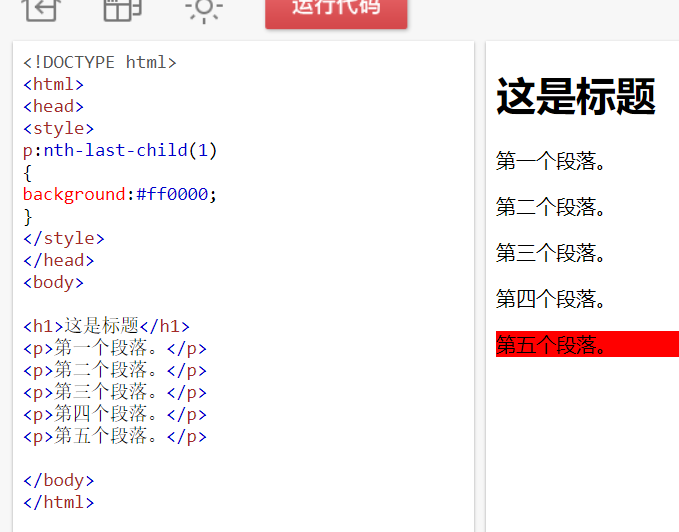 运行代码
<!DOCTYPE html>
<html>
<head>
<style>
p:nth-last-child(1)
{
background:#ff0000;
}
</style>
</head>
<body>
<h1>这是标题</h1>
<p>第一个段落。</p>
<p>第二个段落。</p>
<p>第三个段落。</p>
<p>第四个段落。</p>
<p>第五个段落。</p>
</body>
</html>
这是标题
第一个段落。
第二个段落。
第三个段落。
第四个段落。
第五个段落。